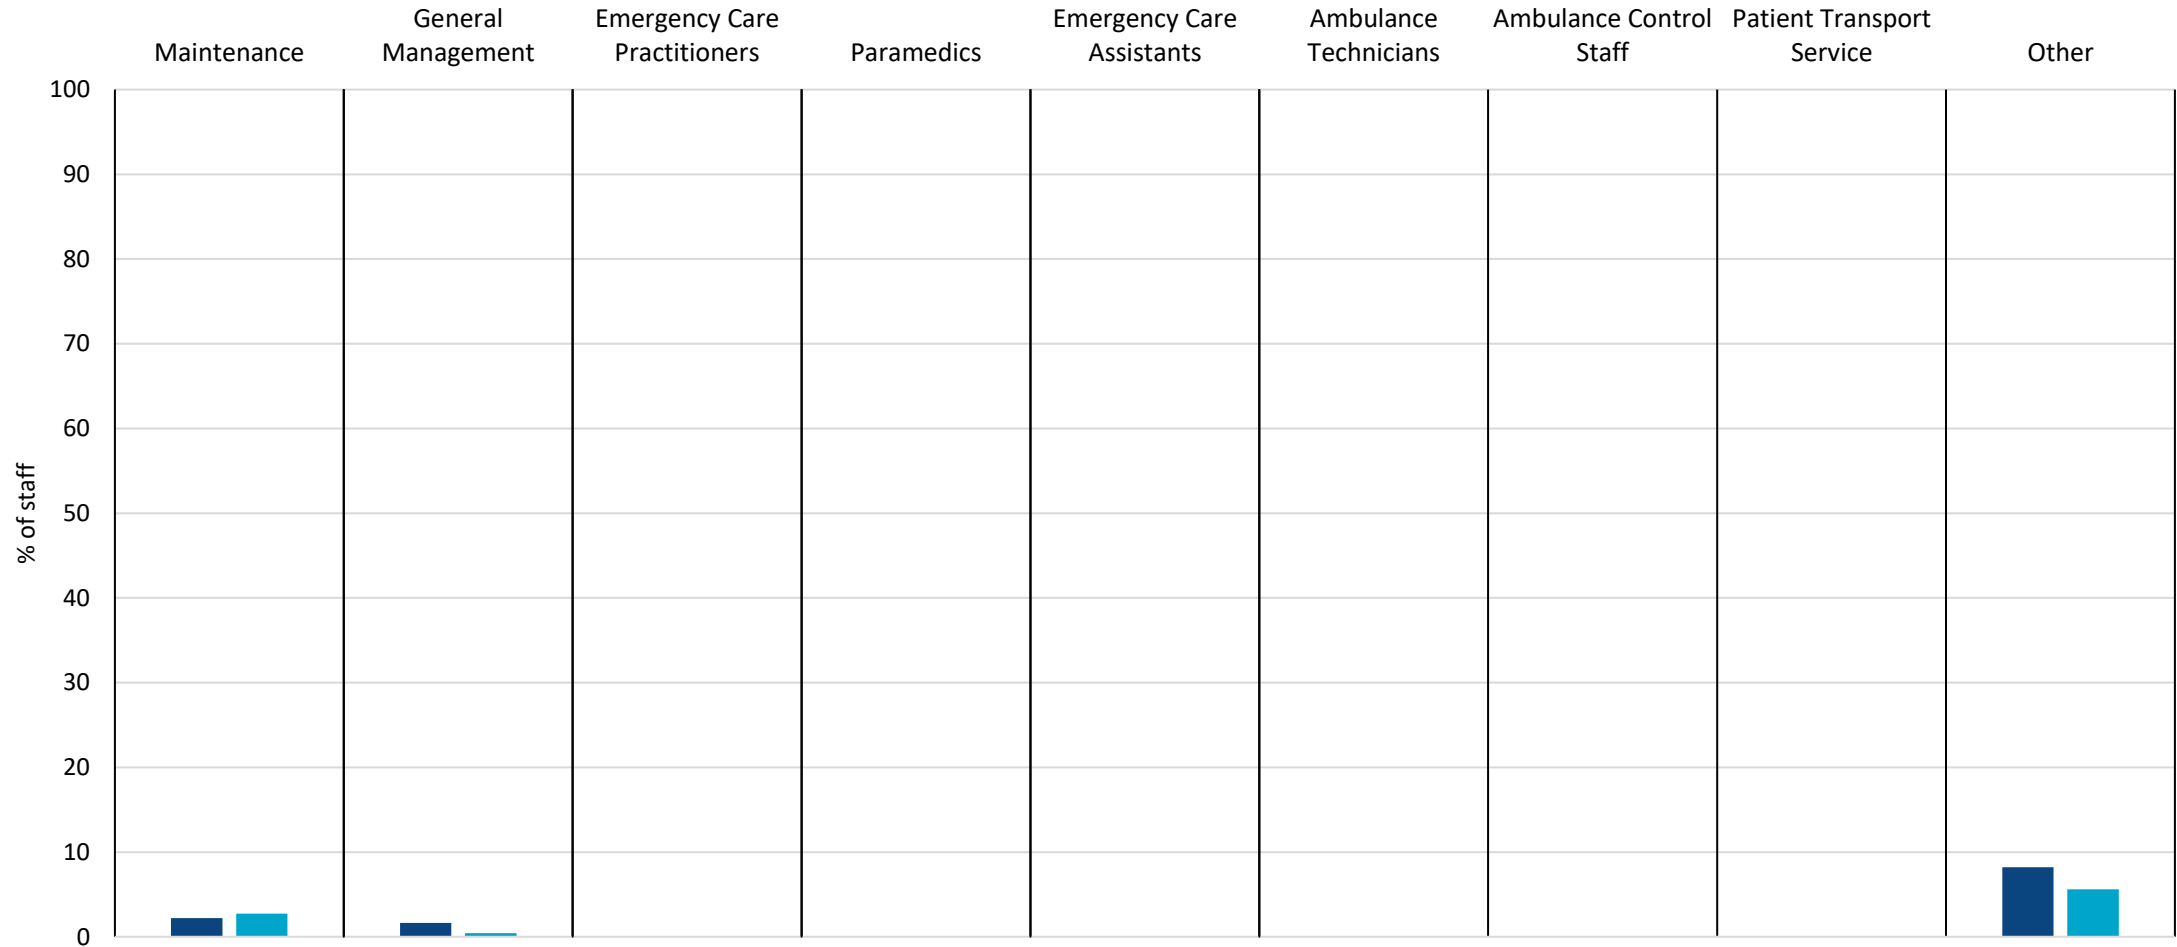 Maintenance
General
Management
Emergency Care
Practitioners
Paramedics
Emergency Care
Assistants
Ambulance
Technicians
Ambulance Control
Staff
Patient Transport
Service
Other
% of staff
100
90
80
70
60
50
40
30
20
10
0